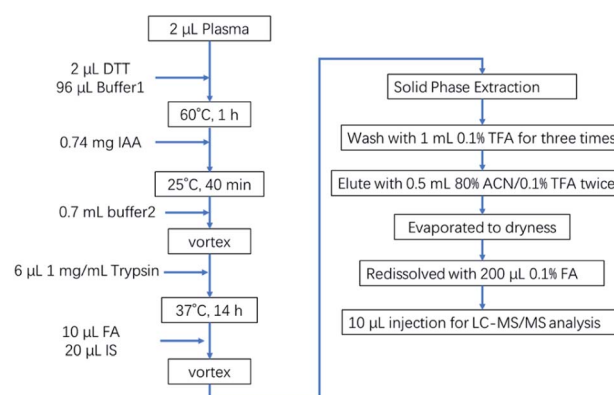 2 μL Plasma
2 μL DTT
96 μL Buffer1
60°C, 1 h
0.74 mg IAA
25°C, 40 min
0.7 mL buffer2
vortex
6 μL 1 mg/mL Trypsin
37°C, 14 h
10 μL FA
20 μL IS
vortex
Solid Phase Extraction
Wash with 1 mL 0.1% TFA for three times
Elute with 0.5 mL 80% ACN/0.1% TFA twice
Evaporated to dryness
Redissolved with 200 μL 0.1% FA
10 μL injection for LC-MS/MS analysis